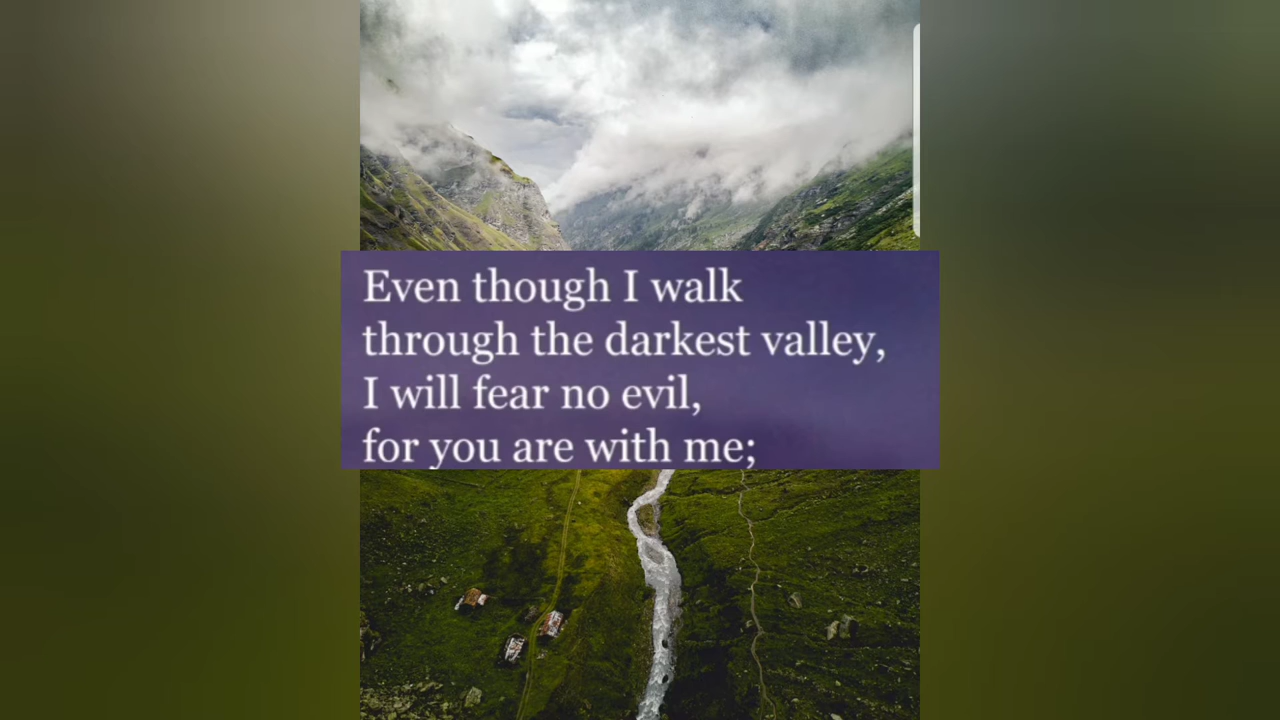 Even though I walk
through the darkest valley,
I will fear no evil,
for you are with me;